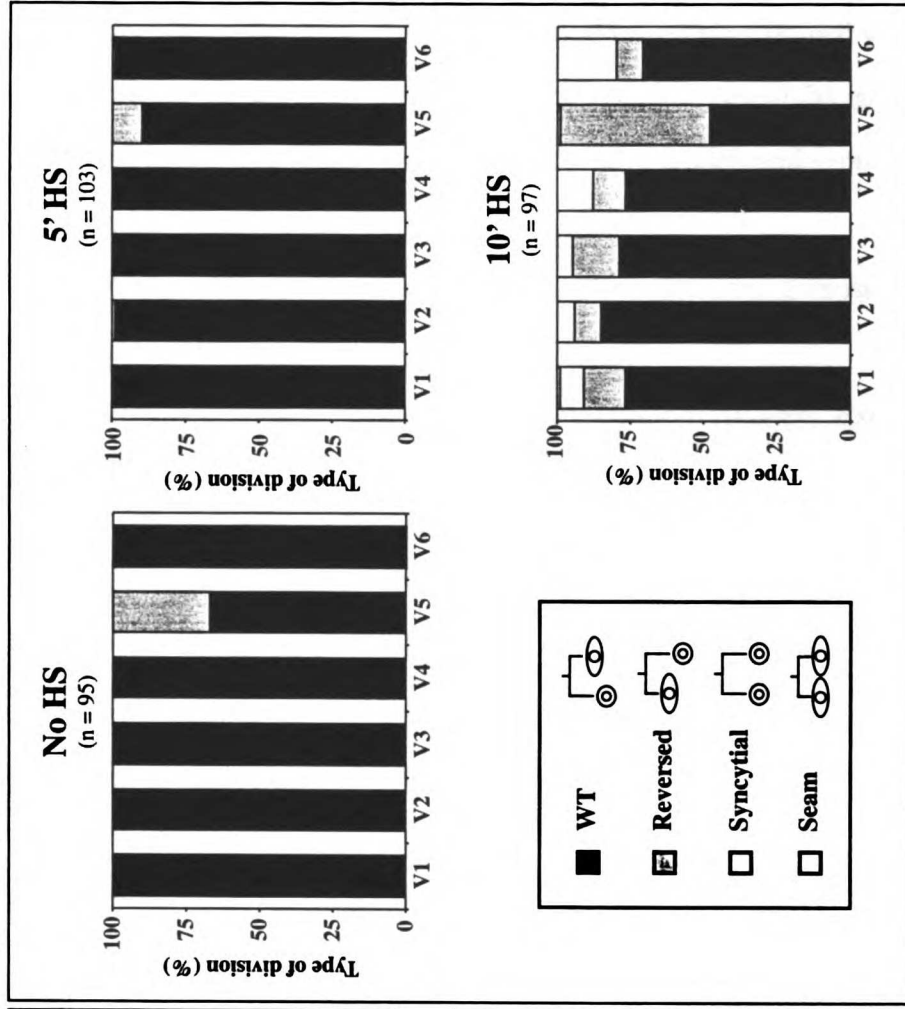 No HS
(n = 95)
Type of division (%)
100
75
50
25
0
V1 V2 V3 V4 V5 V6
5' HS
(n = 103)
Type of division (%)
100
75
50
25
0
V1 V2 V3 V4 V5 V6
WT
Reversed
Syncytial
Seam
10' HS
(n = 97)
Type of division (%)
100
75
50
25
0
V1 V2 V3 V4 V5 V6